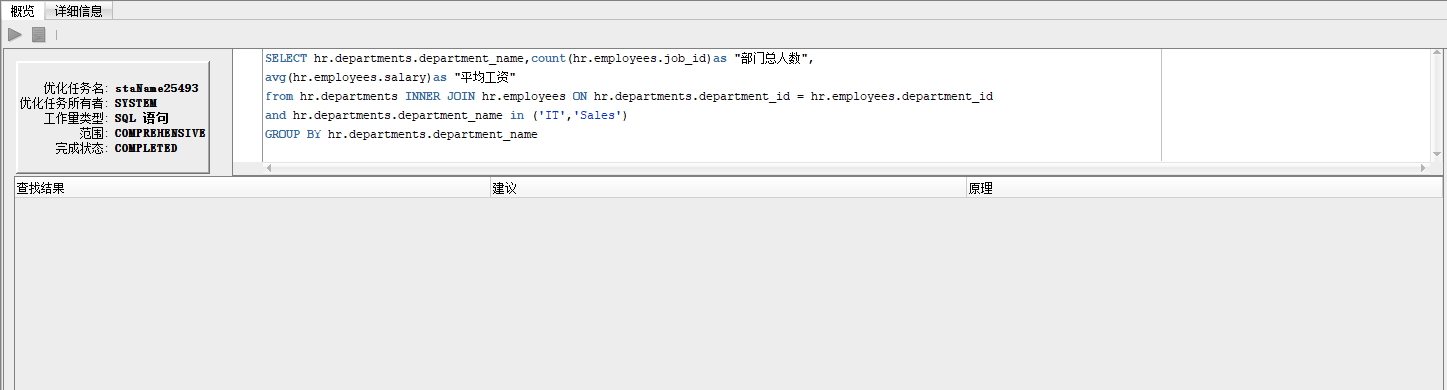 概览 详细信息
优化任务名: staName25493
优化任务所有者: SYSTEM
工作量类型: SQL 语句
范围: COMPREHENSIVE
完成状态: COMPLETED
SELECT hr.departments.department_name,count(hr.employees.job_id)as "部门总人数",
avg(hr.employees.salary)as "平均工资"
from hr.departments INNER JOIN hr.employees ON hr.departments.department_id = hr.employees.department_id
and hr.departments.department_name in ('IT','Sales')
GROUP BY hr.departments.department_name
查找结果 建议 原理